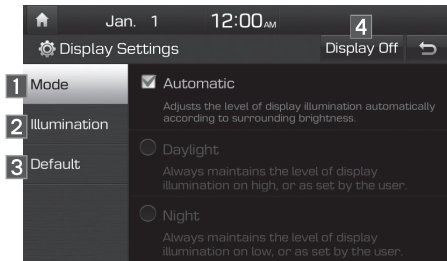 Jan. 1 12:00 AM
4
Display Settings Display Off
1 Mode
Automatic
Adjusts the level of display illumination automatically
according to surrounding brightness.
2 Illumination
Daylight
Always maintains the level of display
illumination on high, or as set by the user.
3 Default
Night
Always maintains the level of display
illumination on low, or as set by the user.